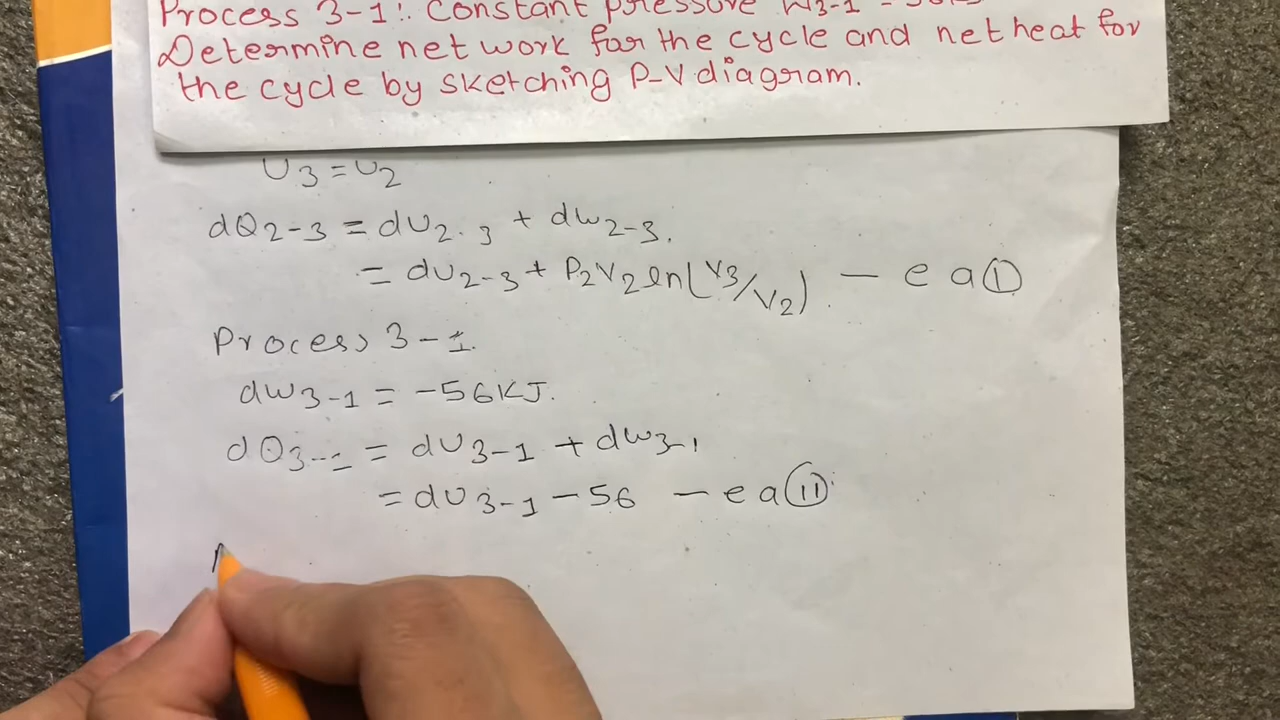 Process 3-1: Constant pressure W3-1
Determine net work for the cycle and net heat for
the cycle by sketching P-V diagram.
U3=U2
dQ2-3 = dU2-3 + dW2-3.
= dU2-3 + P2V2 ln(V3/V2). — eq (I)
Process 3-1.
dW3-1 = -56KJ.
dQ3-1 = dU3-1 + dW3-1
= dU3-1 - 56 — eq (II)